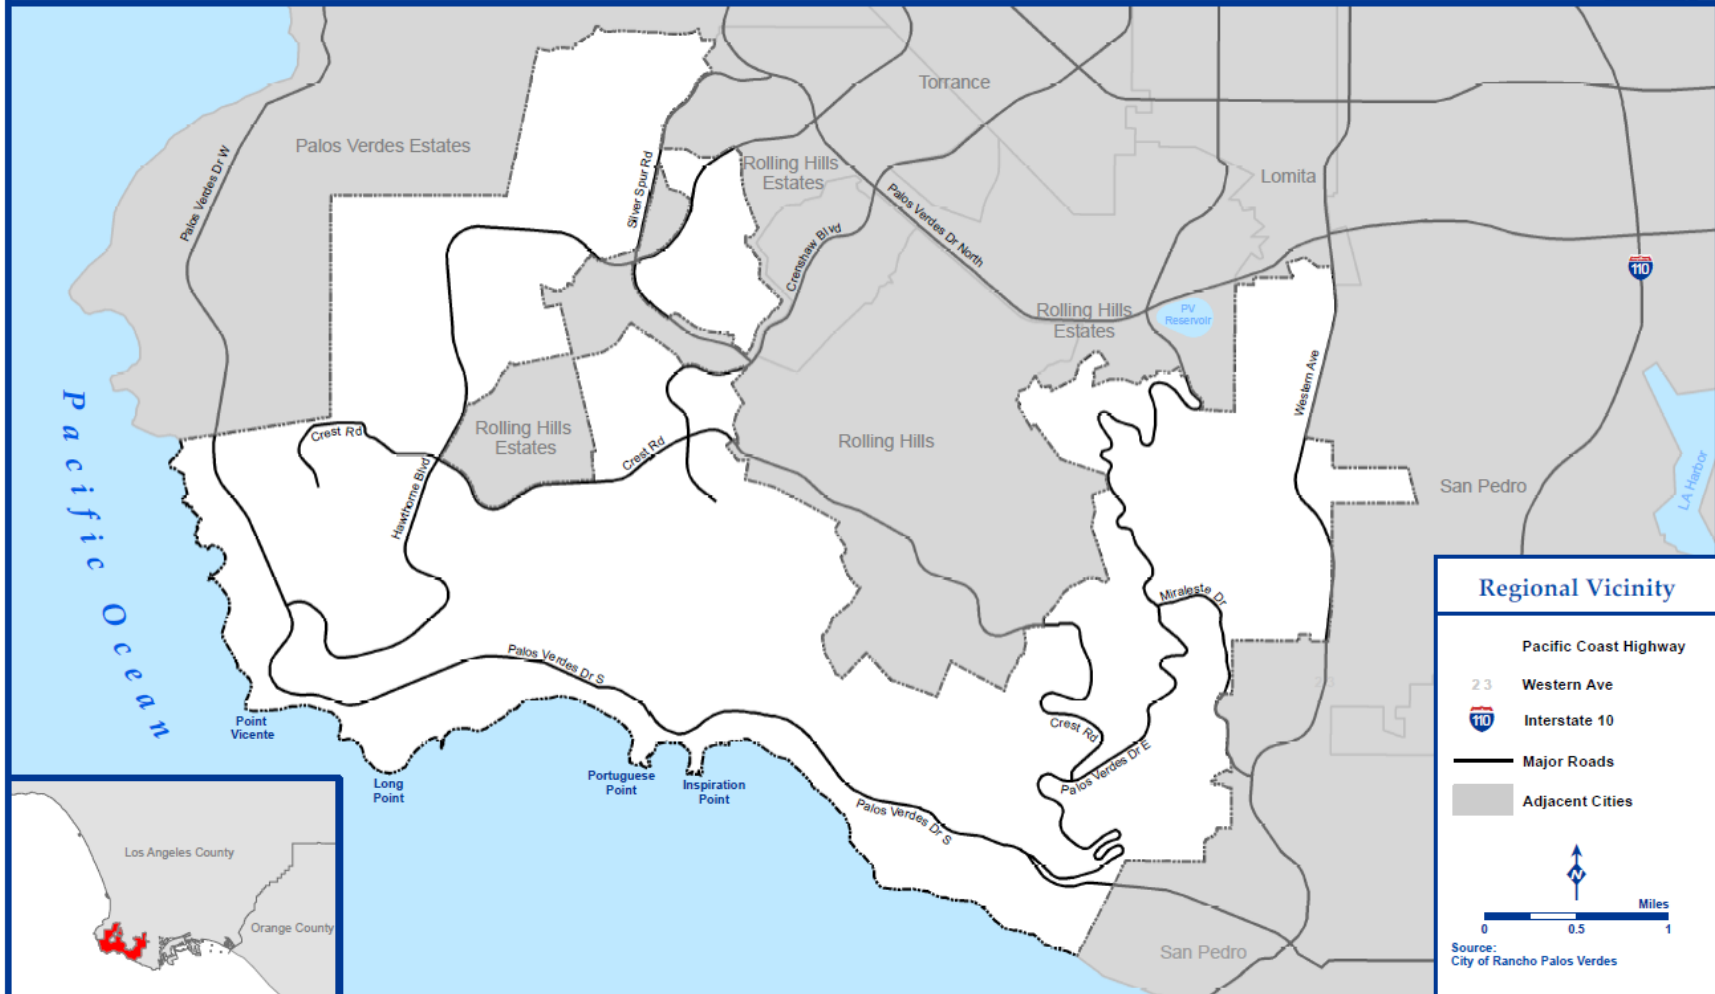 Torrance
Palos Verdes Estates
Palos Verdes Dr W
Silver Spur Rd
Rolling Hills
Estates
Lomita
Palos Verdes Dr North
Crenshaw Blvd
110
Rolling Hills
Estates
PV
Reservoir
Western Ave
Pacific Ocean
Crest Rd
Rolling Hills
Estates
Crest Rd
Rolling Hills
Hawthorne Blvd
San Pedro
LA Harbor
Miraleste Dr
Palos Verdes Dr S
Point
Vicente
Long
Point
Portuguese
Point
Inspiration
Point
Crest Rd
Palos Verdes Dr E
Palos Verdes Dr S
San Pedro
Los Angeles County
Orange County
Regional Vicinity
Pacific Coast Highway
2 3
Western Ave
110
Interstate 10
Major Roads
Adjacent Cities
N
Miles
0
0.5
1
Source:
City of Rancho Palos Verdes